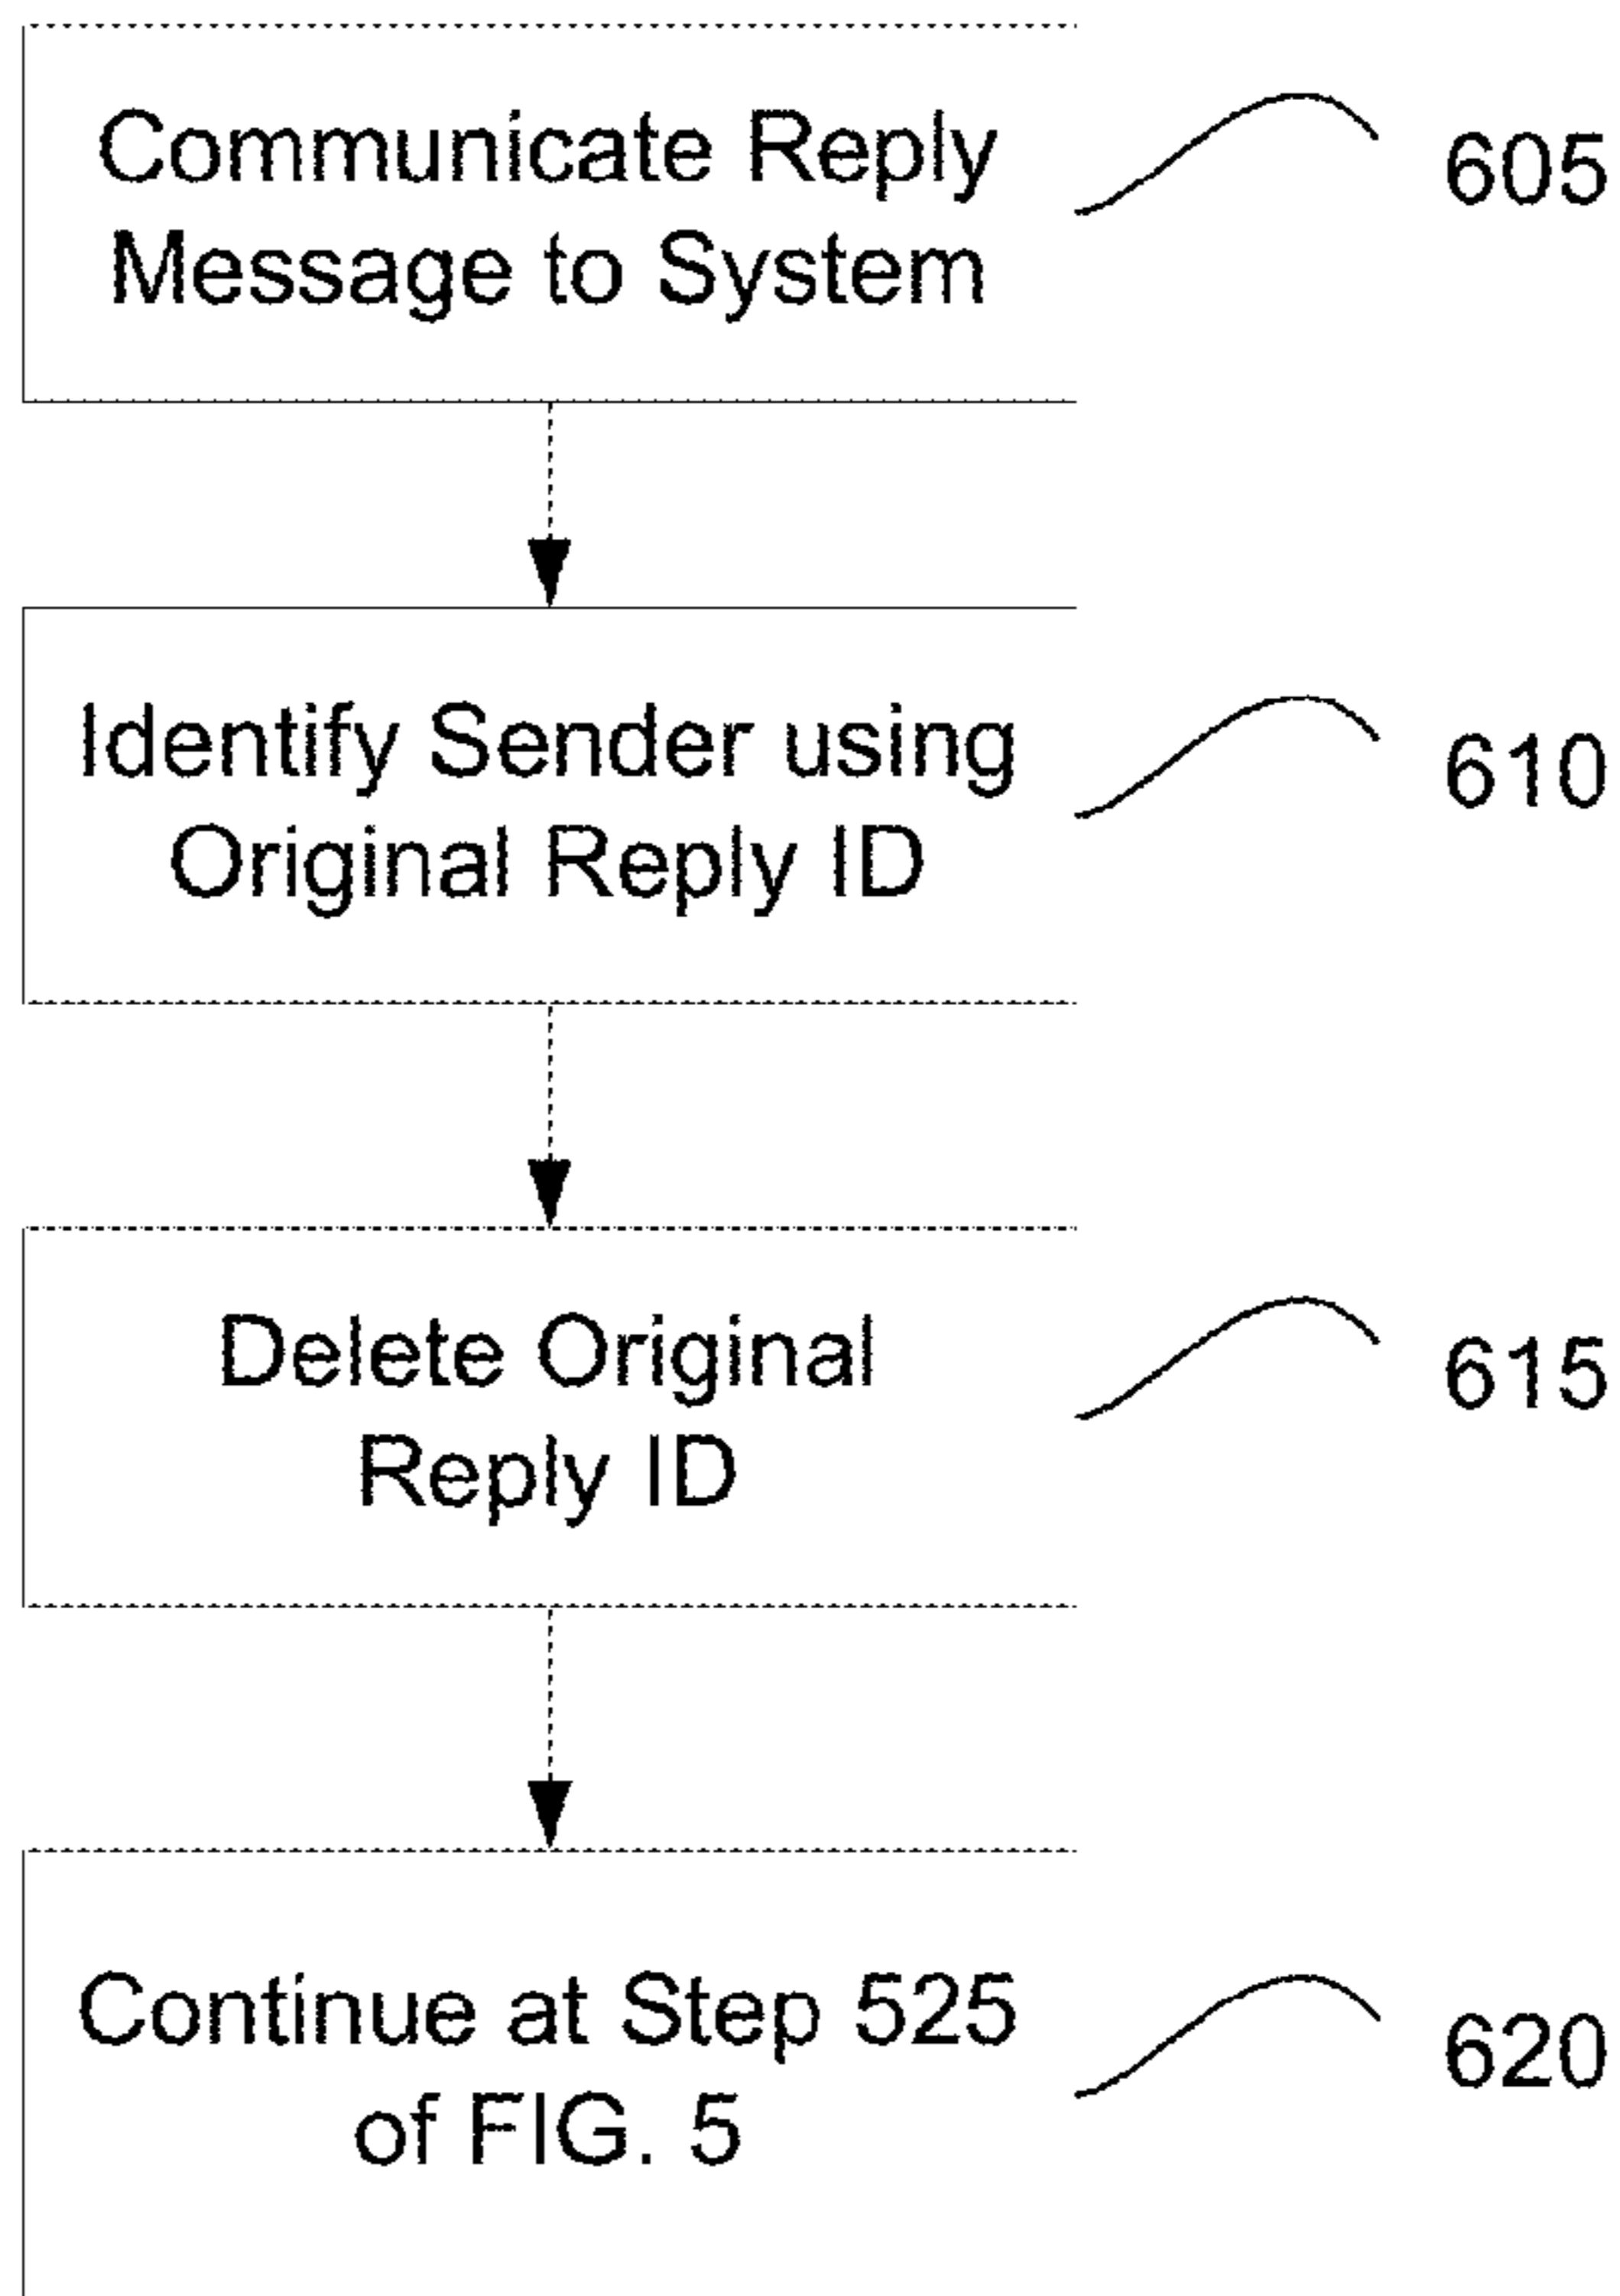 Communicate Reply
Message to System
605
Identify Sender using
Original Reply ID
610
Delete Original
Reply ID
615
Continue at Step 525
of FIG. 5
620